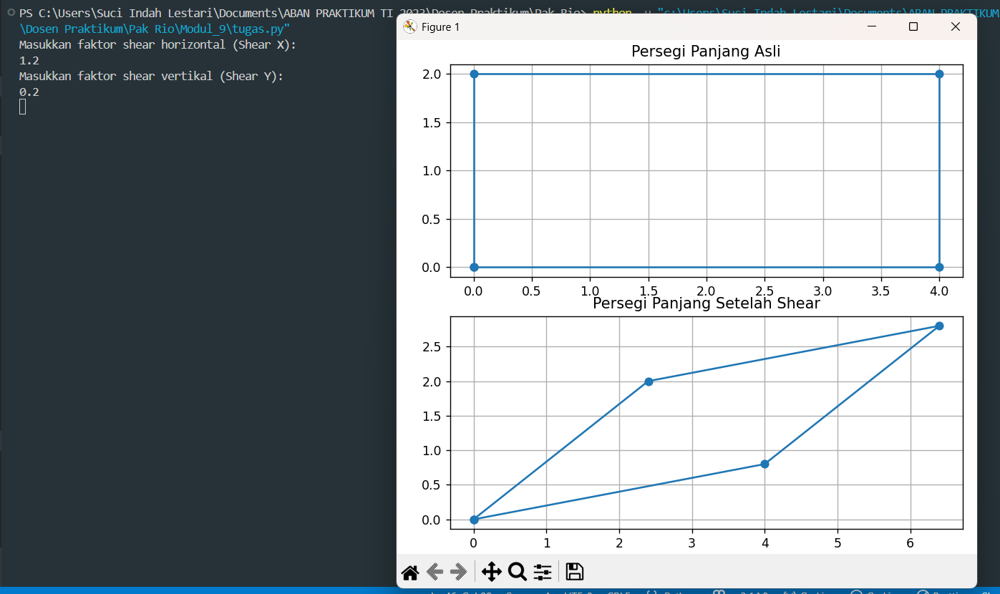 PS C:\Users\Suci Indah Lestari\Documents\ABAN PRAKTIKUM TI 2023\Dosen Praktikum\Pak Rio> python -u "c:\Users\Suci Indah Lestari\Documents\ABAN PRAKTIKUM
\Dosen Praktikum\Pak Rio\Modul_9\tugas.py"
Masukkan faktor shear horizontal (Shear X):
1.2
Masukkan faktor shear vertikal (Shear Y):
0.2
Figure 1
Persegi Panjang Asli
2.0
1.5
1.0
0.5
0.0
0.0 0.5 1.0 1.5 2.0 2.5 3.0 3.5 4.0
Persegi Panjang Setelah Shear
2.5
2.0
1.5
1.0
0.5
0.0
0 1 2 3 4 5 6